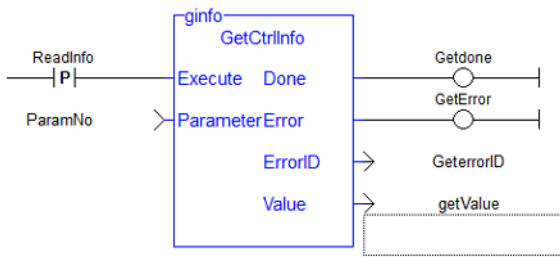 ginfo
GetCtrlInfo
ReadInfo
P
Execute Done
Getdone
ParamNo
Parameter Error
GetError
ErrorID
GeterrorID
Value
getValue